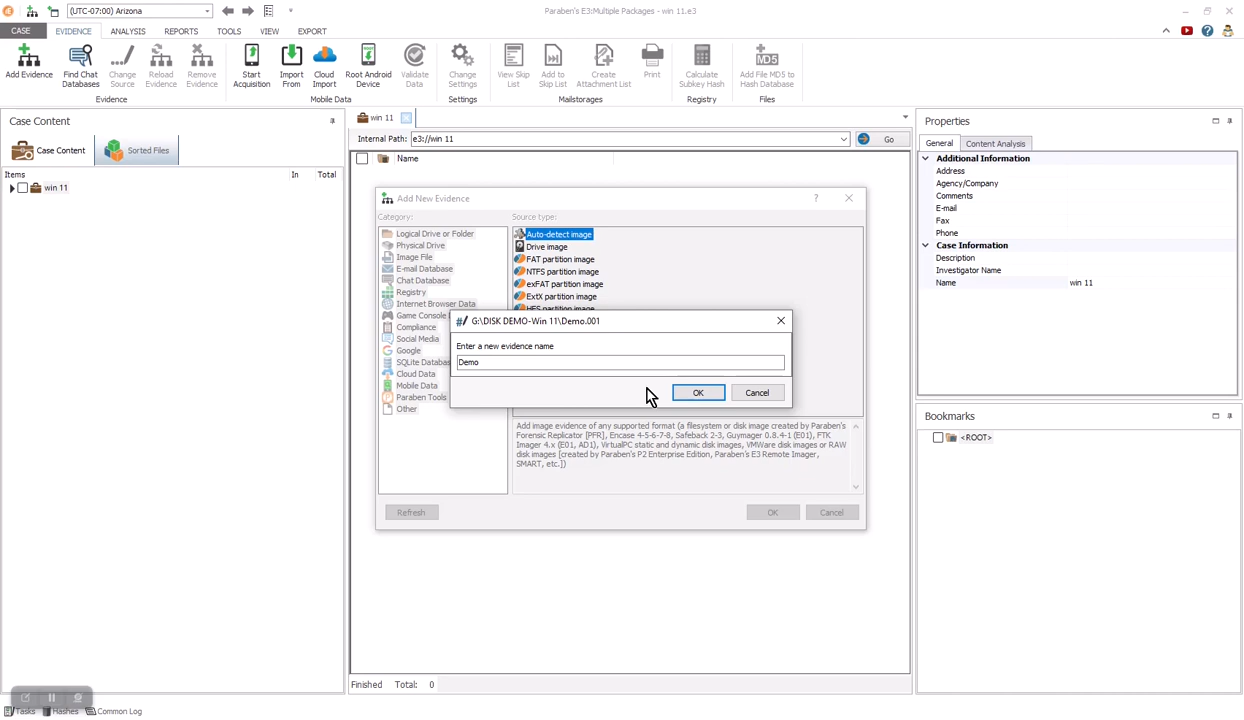 (UTC-07:00) Arizona
Paraben's E3:Multiple Packages - win 11.e3
CASE EVIDENCE ANALYSIS REPORTS TOOLS VIEW EXPORT
Add Evidence
Find Chat Databases
Change Source
Reload Evidence
Remove Evidence
Start Acquisition
Import From
Cloud Import
Root Android Device
Validate Data
Change Settings
View Skip List
Add to Skip List
Create Attachment List
Print
Calculate Subkey Hash
Add File MD5 to Hash Database
Evidence
Mobile Data
Settings
Mailstorages
Registry
Files
Case Content
Case Content
Sorted Files
Items In Total
win 11
win 11
Internal Path: e3://win 11 Go
Name
Add New Evidence ?
Category:
Logical Drive or Folder
Physical Drive
Image File
E-mail Database
Chat Database
Registry
Internet Browser Data
Game Console
Compliance
Social Media
Google
SQLite Databas
Cloud Data
Mobile Data
Paraben Tools
Other
Source type:
Auto-detect image
Drive image
FAT partition image
NTFS partition image
exFAT partition image
ExtX partition image
HFS partition image
G:\DISK DEMO-Win 11\Demo.001
Enter a new evidence name
Demo
OK Cancel
Add image evidence of any supported format (a filesystem or disk image created by Paraben's
Forensic Replicator [PFR], Encase 4-5-6-7-8, Safeback 2-3, Guymager 0.8.4-1 (E01), FTK
Imager 4.x (E01, AD1), VirtualPC static and dynamic disk images, VMWare disk images or RAW
disk images [created by Paraben's P2 Enterprise Edition, Paraben's E3 Remote Imager,
SMART, etc.])
Refresh OK Cancel
Finished Total: 0
Properties
General Content Analysis
Additional Information
Address
Agency/Company
Comments
E-mail
Fax
Phone
Case Information
Description
Investigator Name
Name win 11
Bookmarks
<ROOT>
Tasks Hashes Common Log